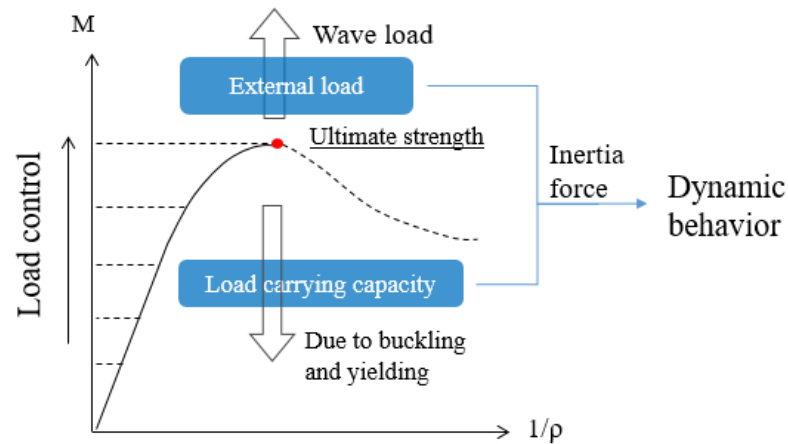 M
Wave load
External load
Ultimate strength
Load control
Inertia
force
Dynamic
behavior
Load carrying capacity
Due to buckling
and yielding
1/ρ